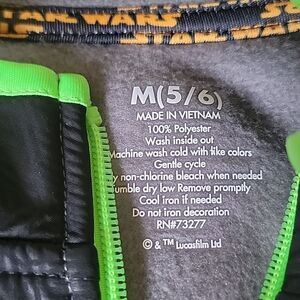 STAR WARS
STAR WARS
M(5/6)
MADE IN VIETNAM
100% Polyester
Wash inside out
Machine wash cold with like colors
Gentle cycle
y non-chlorine bleach when needed
umble dry low Remove promptly
Cool iron if needed
Do not iron decoration
RN#73277
© & ™ Lucasfilm Ltd